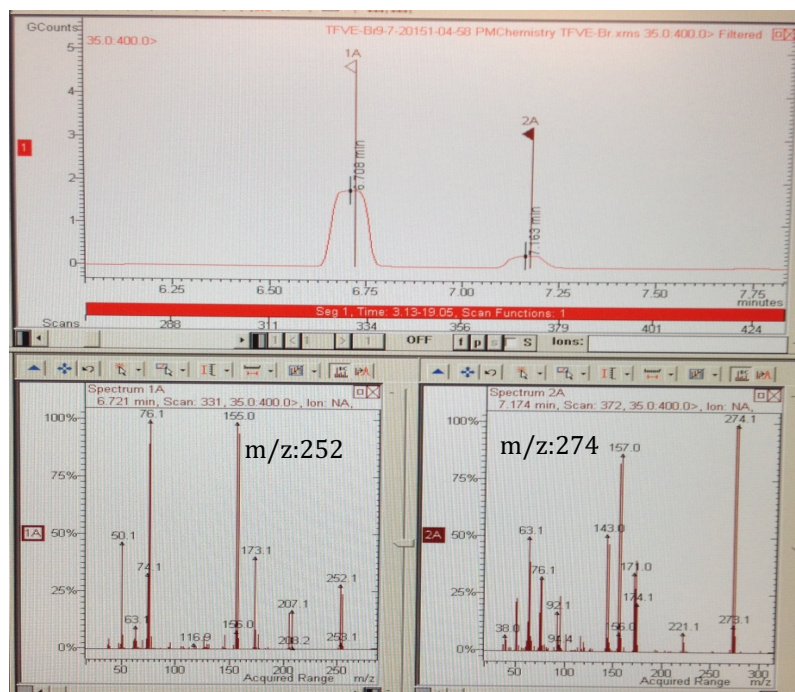 GCounts
TFVE-Br9-7-20151-04-58 PMChemistry TFVE-Br.xms 35.0:400.0> Filtered
35.0:400.0>
1A
2A
5
4
3
2
1
0
1
6.708 min
7.163 min
6.25 6.50 6.75 7.00 7.25 7.50 7.75
minutes
Seg 1, Time: 3.13-19.05, Scan Functions: 1
Scans 288 311 334 356 379 401 424
1 < 1 > 1 OFF f p s S Ions:
Spectrum 1A
6.721 min, Scan: 331, 35.0:400.0>, Ion: NA,
100%
75%
50%
25%
0%
1A
76.1
155.0
m/z:252
50.1
74.1
173.1
252.1
207.1
63.1
116.9
156.0
208.2
253.1
50 100 150 200 250
Acquired Range m/z
Spectrum 2A
7.174 min, Scan: 372, 35.0:400.0>, Ion: NA,
100%
75%
50%
25%
0%
2A
274.1
m/z:274
157.0
63.1
143.0
76.1
171.0
174.1
92.1
38.0
94.4
156.0
221.1
273.1
50 100 150 200 250 300
Acquired Range m/z